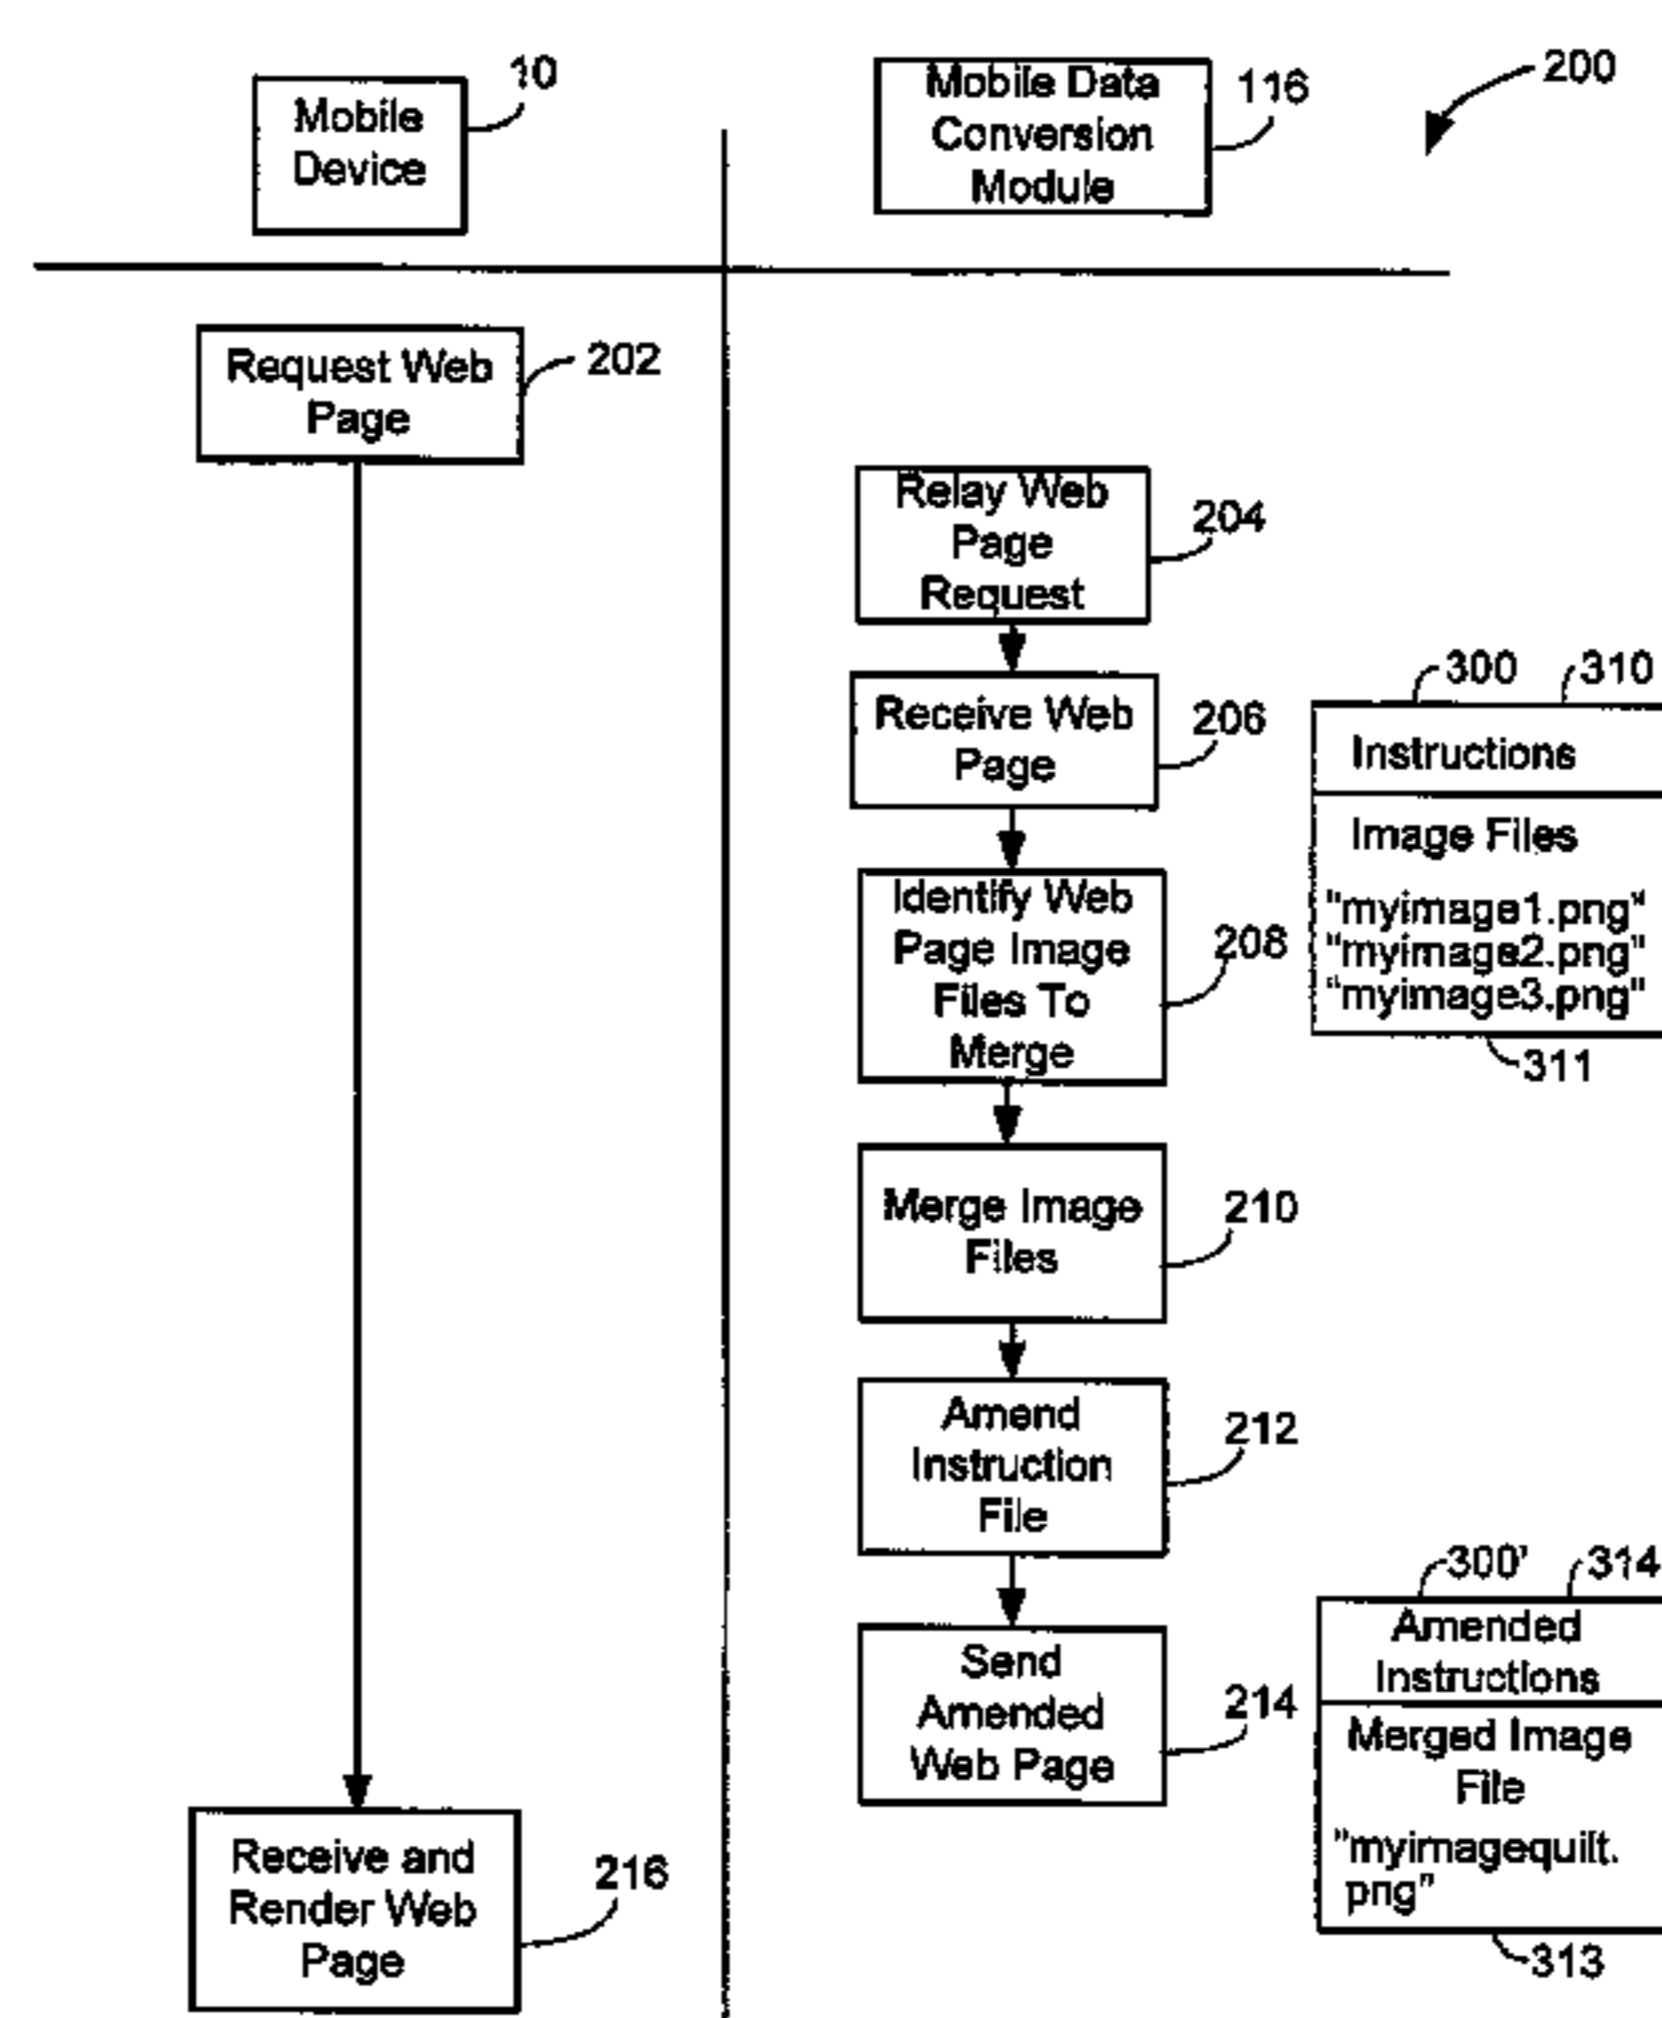 Mobile
Device
10
Mobile Data
Conversion
Module
116
200
Request Web
Page
202
Relay Web
Page
Request
204
Receive Web
Page
206
300
310
Instructions
Image Files
"myimage1.png"
"myimage2.png"
"myimage3.png"
311
Identify Web
Page Image
Files To
Merge
208
Merge Image
Files
210
Amend
Instruction
File
212
Send
Amended
Web Page
214
300'
314
Amended
Instructions
Merged Image
File
"myimagequilt.
png"
313
Receive and
Render Web
Page
216